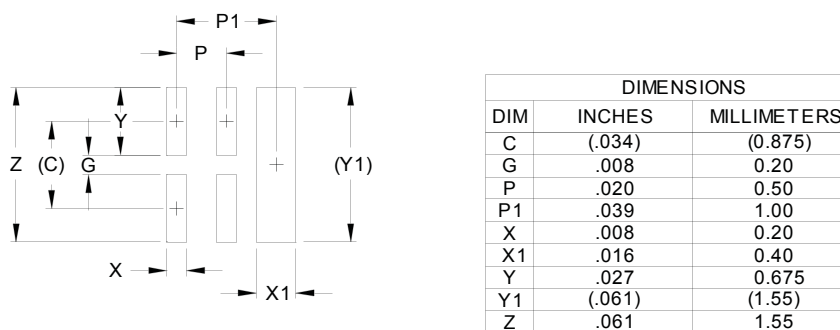 P1
P
Y
Z (C) G (Y1)
X
X1
DIMENSIONS
DIM INCHES MILLIMETERS
C (.034) (0.875)
G .008 0.20
P .020 0.50
P1 .039 1.00
X .008 0.20
X1 .016 0.40
Y .027 0.675
Y1 (.061) (1.55)
Z .061 1.55